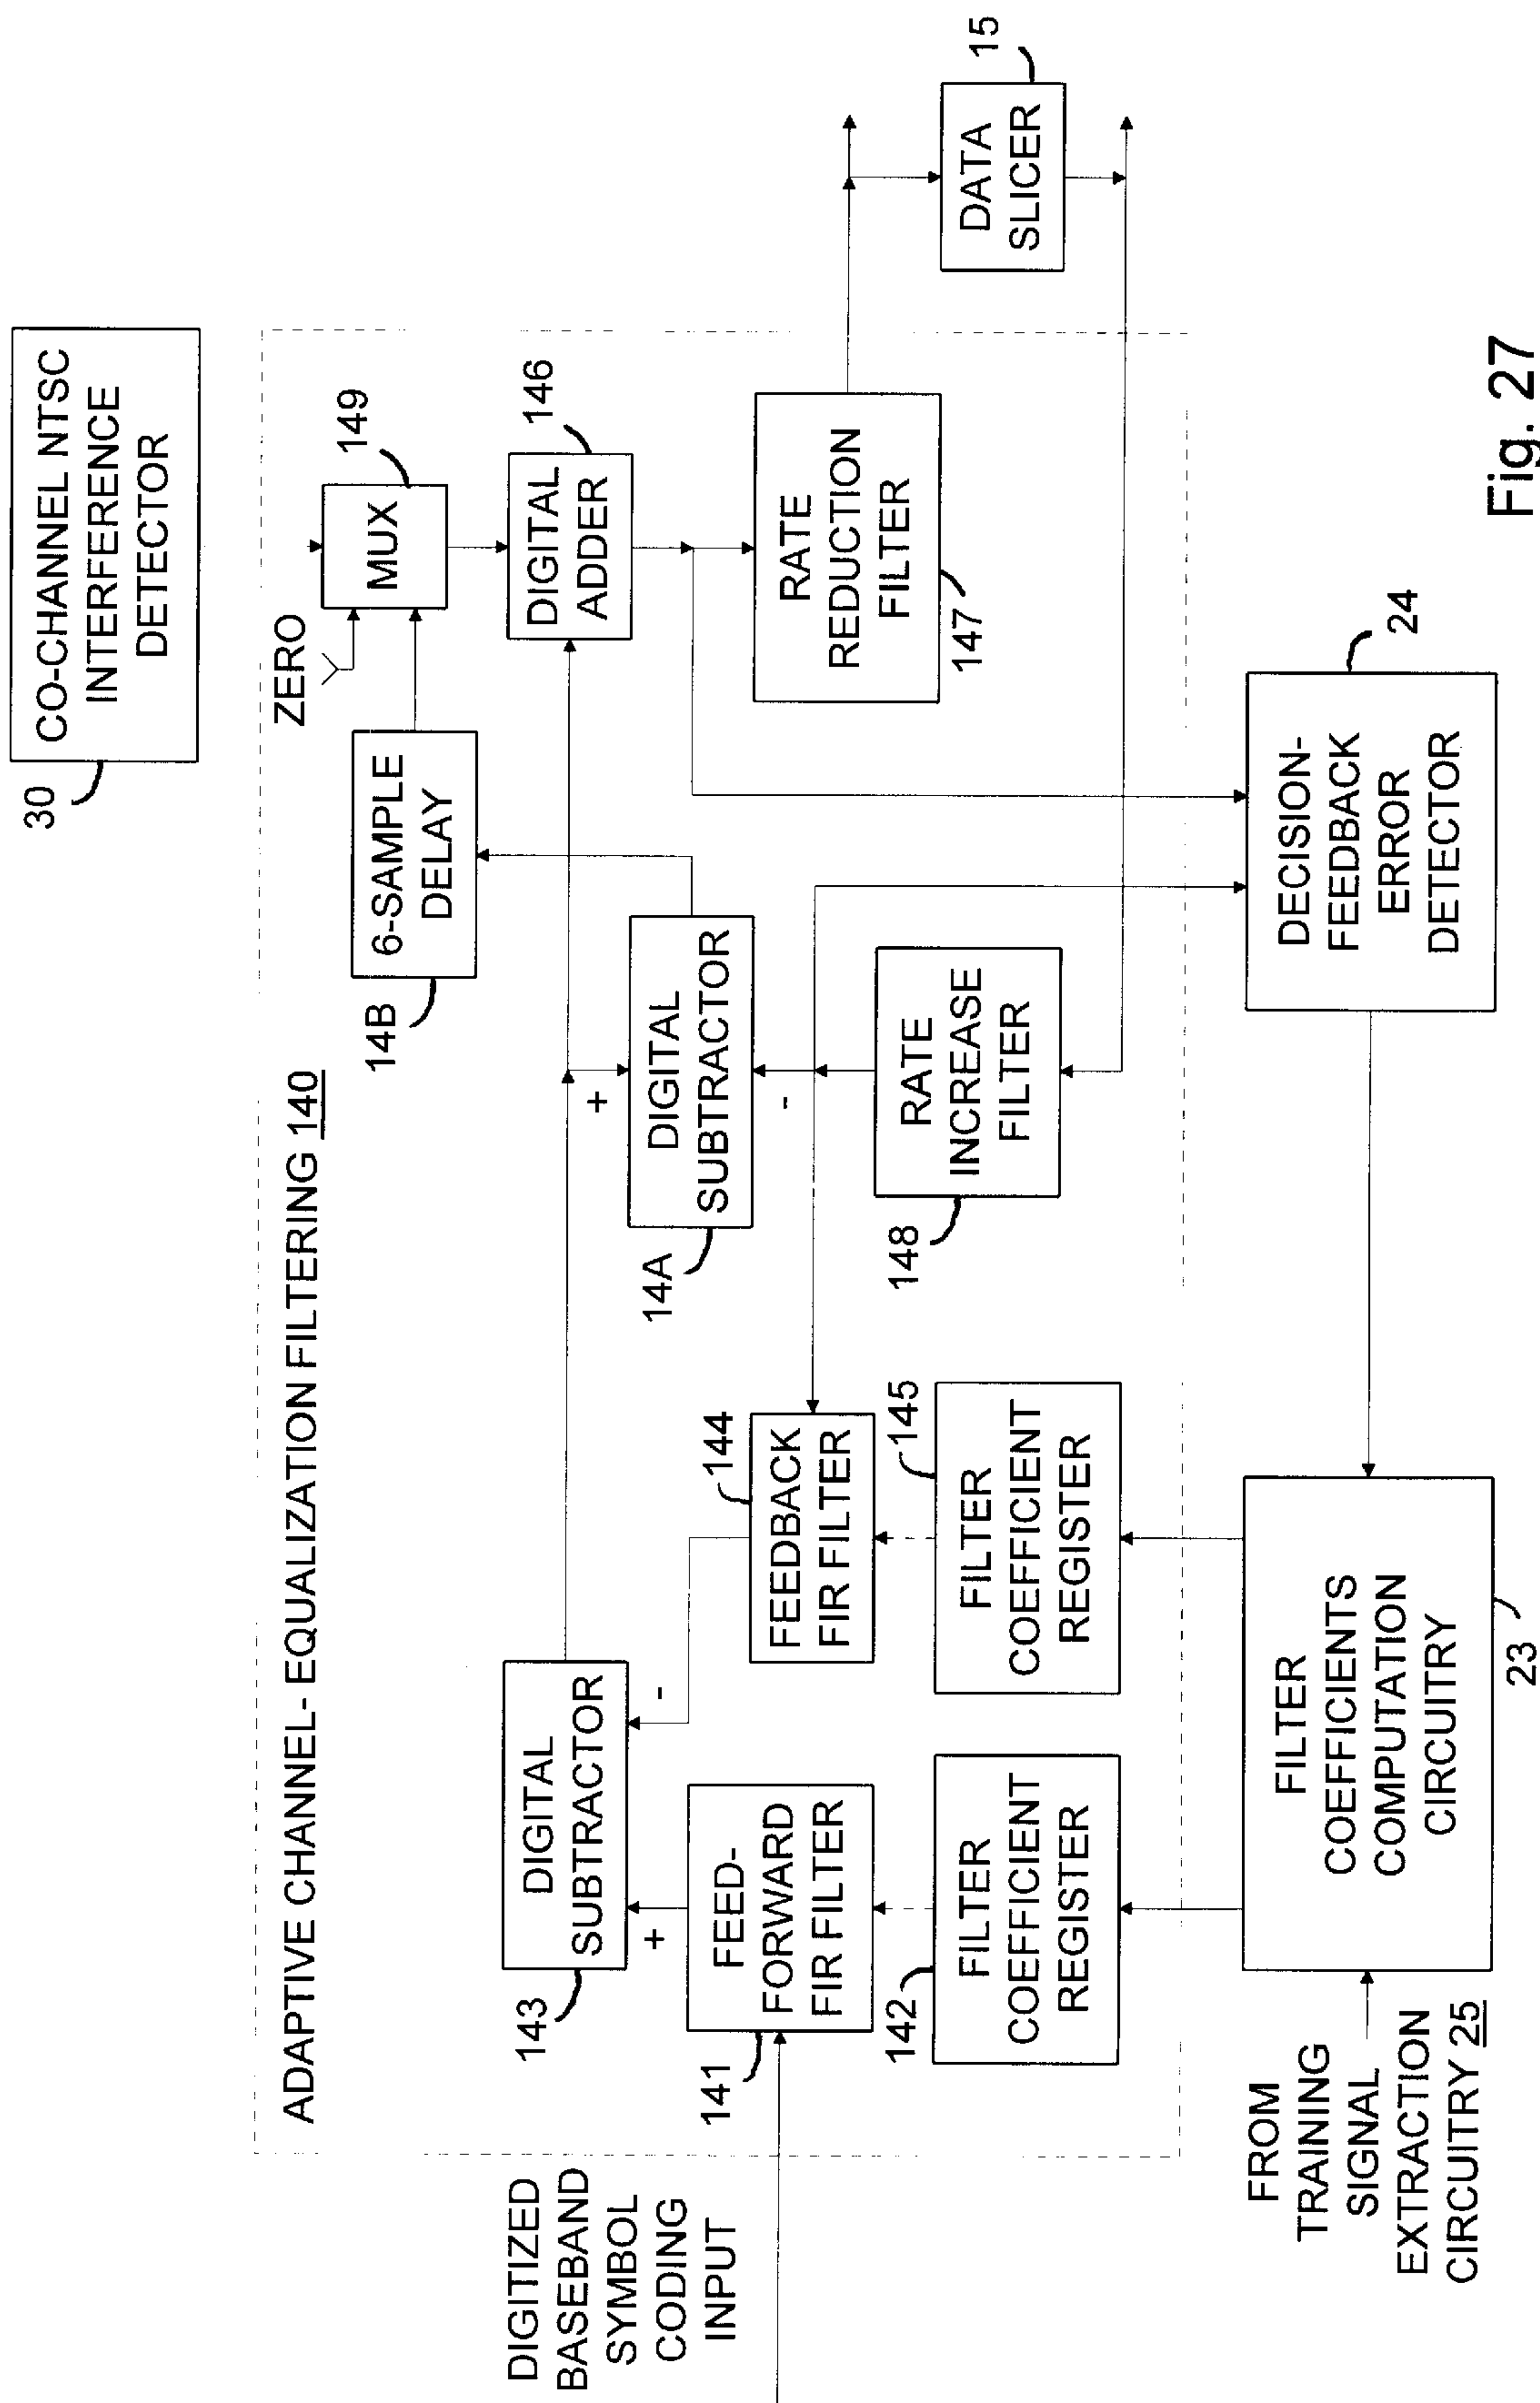 30
CO-CHANNEL NTSC
INTERFERENCE
DETECTOR
ADAPTIVE CHANNEL-EQUALIZATION FILTERING 140
ZERO
14B
6-SAMPLE
DELAY
MUX
149
DIGITIZED
BASEBAND
SYMBOL
CODING
INPUT
143
DIGITAL
SUBTRACTOR
+
-
141
FEED-
FORWARD
FIR FILTER
142
FILTER
COEFFICIENT
REGISTER
144
FEEDBACK
FIR FILTER
145
FILTER
COEFFICIENT
REGISTER
14A
+
DIGITAL
SUBTRACTOR
-
148
RATE
INCREASE
FILTER
DIGITAL
ADDER
146
RATE
REDUCTION
FILTER
147
DATA
SLICER
15
FROM
TRAINING
SIGNAL
EXTRACTION
CIRCUITRY 25
FILTER
COEFFICIENTS
COMPUTATION
CIRCUITRY
23
DECISION-
FEEDBACK
ERROR
DETECTOR
24
Fig. 27